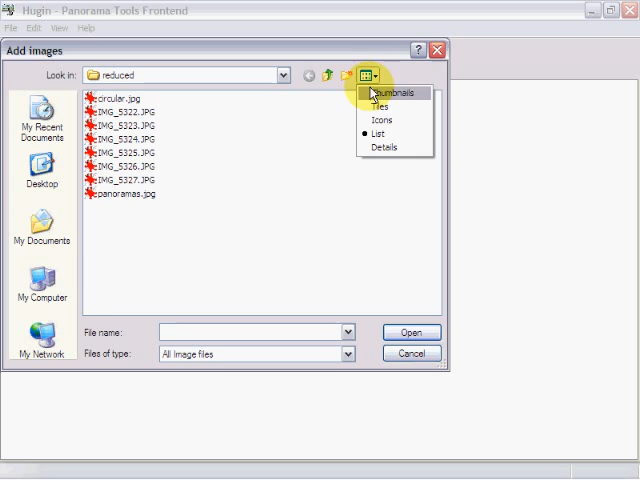 Hugin - Panorama Tools Frontend
File Edit View Help
Add images
Look in: reduced
circular.jpg
IMG_5322.JPG
IMG_5323.JPG
IMG_5324.JPG
IMG_5325.JPG
IMG_5326.JPG
IMG_5327.JPG
panoramas.jpg
Thumbnails
Tiles
Icons
List
Details
My Recent
Documents
Desktop
My Documents
My Computer
My Network
File name:
Open
Files of type: All Image files
Cancel